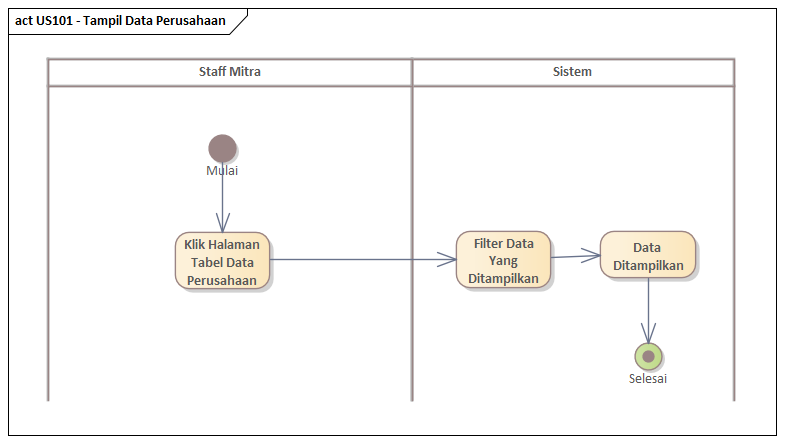 act US101 - Tampil Data Perusahaan
Staff Mitra
Sistem
Mulai
Klik Halaman
Tabel Data
Perusahaan
Filter Data
Yang
Ditampilkan
Data
Ditampilkan
Selesai